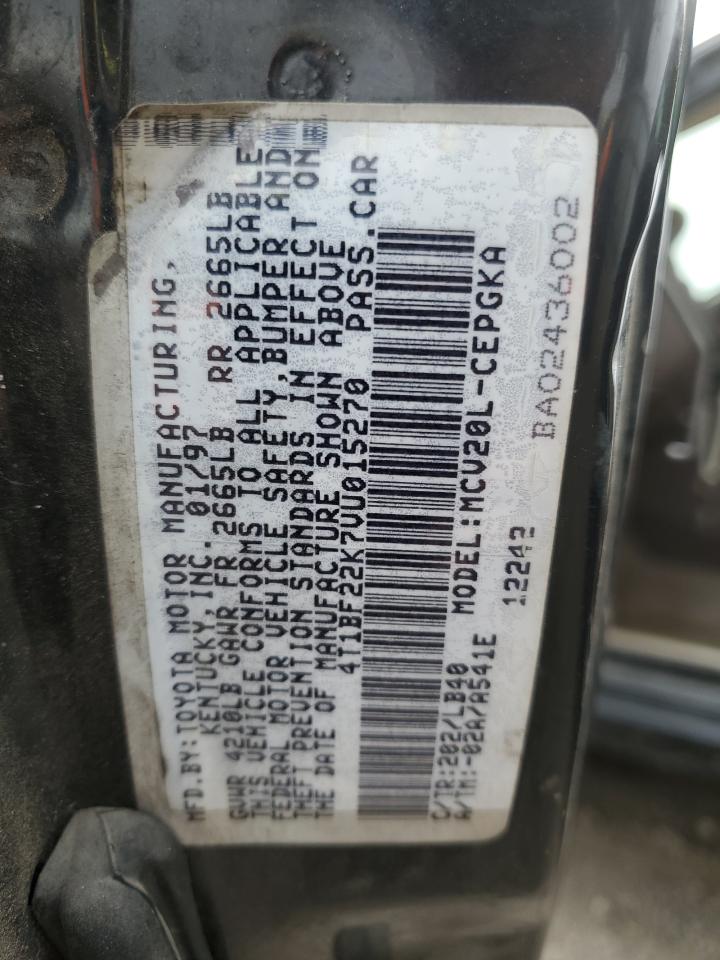 MFD.BY:TOYOTA MOTOR MANUFACTURING,
KENTUCKY,INC. 01/97
GVWR 4210LB GAWR FR 2665LB RR 2665LB
THIS VEHICLE CONFORMS TO ALL APPLICABLE
FEDERAL MOTOR VEHICLE SAFETY,BUMPER AND
THEFT PREVENTION STANDARDS IN EFFECT ON
THE DATE OF MANUFACTURE SHOWN ABOVE
4T1BF22K7VU015270 PASS.CAR
C/TR:202/LB40 MODEL:MCV20L-CEPGKA
A/TM:-02A/A541E 12242
BA02436002